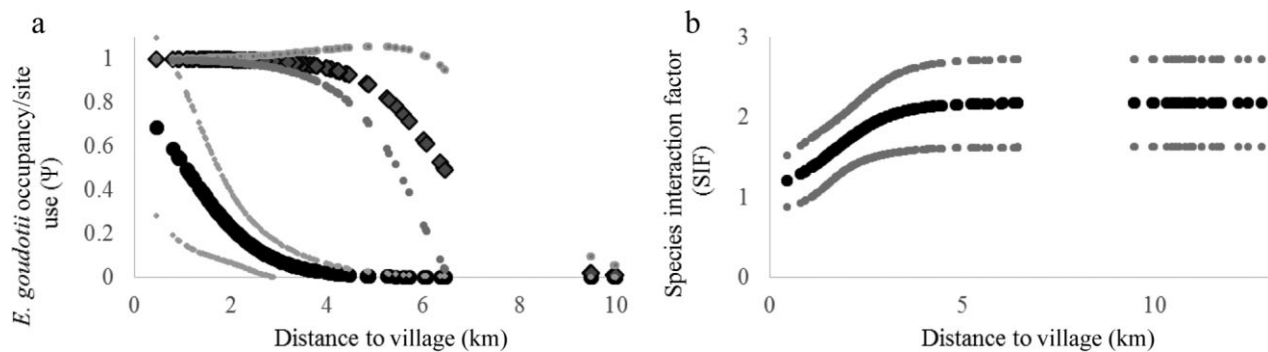 a
E. goudotii occupancy/site
use (Ψ)
1
0.8
0.6
0.4
0.2
0
0 2 4 6 8 10
Distance to village (km)
b
Species interaction factor
(SIF)
3
2
1
0
0 5 10
Distance to village (km)